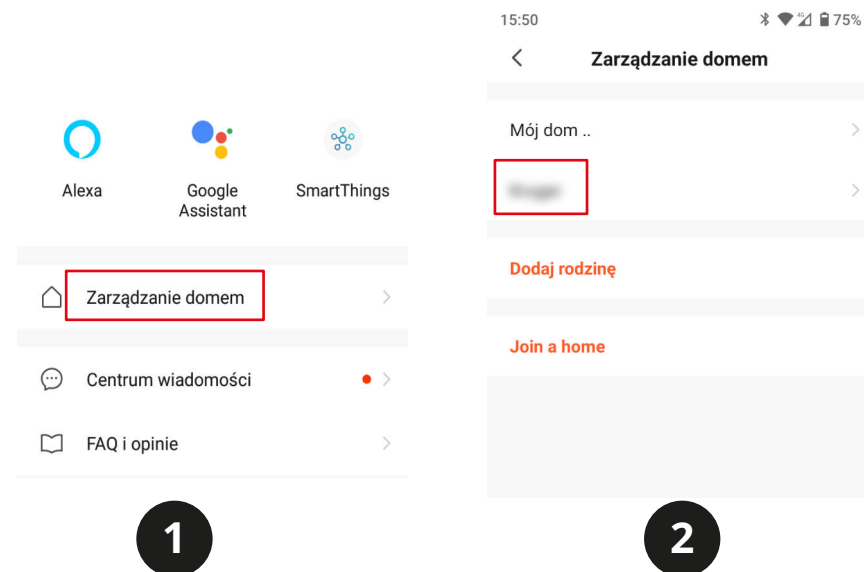 Alexa
Google
Assistant
SmartThings
Zarządzanie domem
Centrum wiadomości
FAQ i opinie
1
15:50
4G
75%
Zarządzanie domem
Mój dom ..
Dodaj rodzinę
Join a home
2